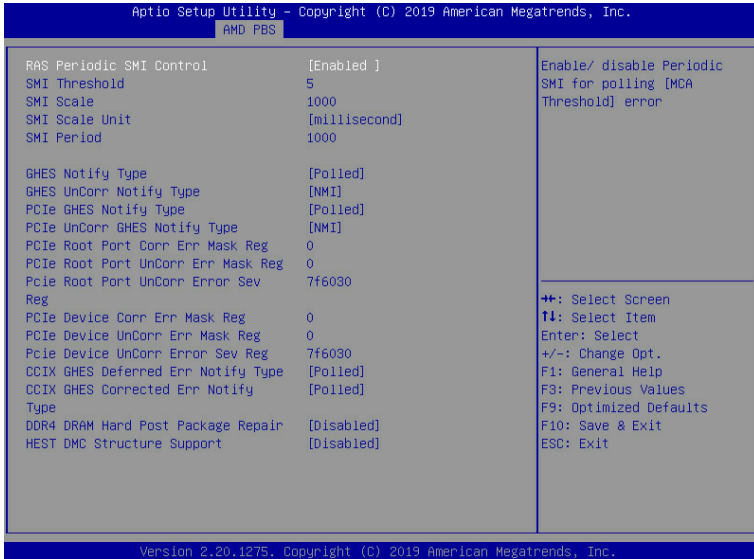 Aptio Setup Utility – Copyright (C) 2019 American Megatrends, Inc.
AMD PBS
RAS Periodic SMI Control [Enabled ]
SMI Threshold 5
SMI Scale 1000
SMI Scale Unit [millisecond]
SMI Period 1000
GHES Notify Type [Polled]
GHES UnCorr Notify Type [NMI]
PCIe GHES Notify Type [Polled]
PCIe UnCorr GHES Notify Type [NMI]
PCIe Root Port Corr Err Mask Reg 0
PCIe Root Port UnCorr Err Mask Reg 0
Pcie Root Port UnCorr Error Sev 7f6030
Reg
PCIe Device Corr Err Mask Reg 0
PCIe Device UnCorr Err Mask Reg 0
Pcie Device UnCorr Error Sev Reg 7f6030
CCIX GHES Deferred Err Notify Type [Polled]
CCIX GHES Corrected Err Notify [Polled]
Type
DDR4 DRAM Hard Post Package Repair [Disabled]
HEST DMC Structure Support [Disabled]
Enable/ disable Periodic
SMI for polling [MCA
Threshold] error
→←: Select Screen
↑↓: Select Item
Enter: Select
+/-: Change Opt.
F1: General Help
F3: Previous Values
F9: Optimized Defaults
F10: Save & Exit
ESC: Exit
Version 2.20.1275. Copyright (C) 2019 American Megatrends, Inc.